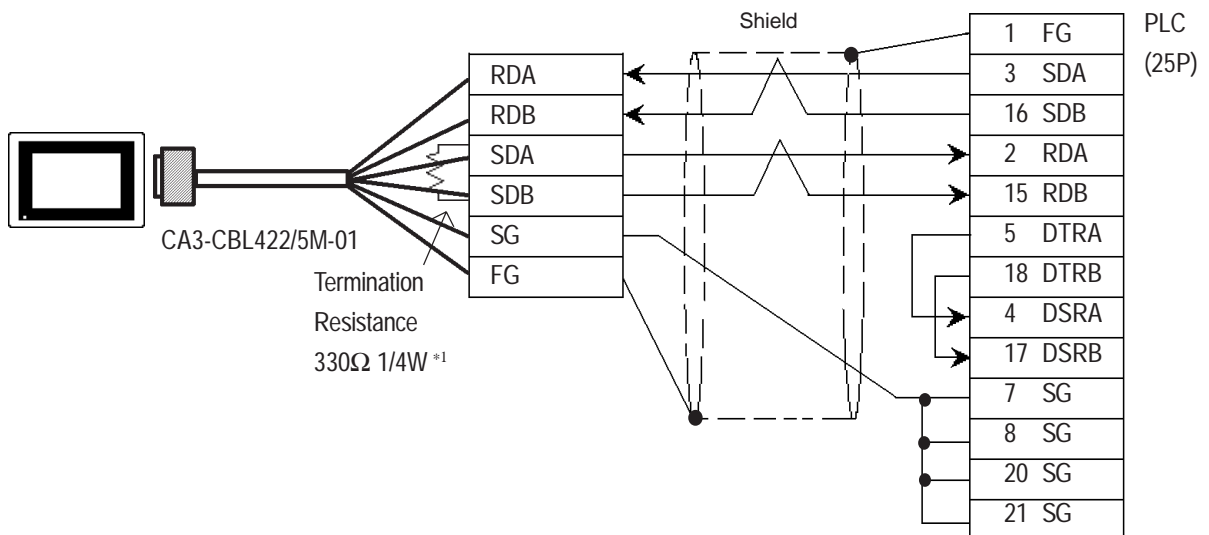 Shield
PLC
(25P)
CA3-CBL422/5M-01
Termination
Resistance
330Ω 1/4W *1
RDA
RDB
SDA
SDB
SG
FG
1 FG
3 SDA
16 SDB
2 RDA
15 RDB
5 DTRA
18 DTRB
4 DSRA
17 DSRB
7 SG
8 SG
20 SG
21 SG